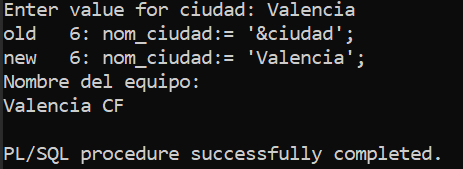 Enter value for ciudad: Valencia
old   6: nom_ciudad:= '&ciudad';
new   6: nom_ciudad:= 'Valencia';
Nombre del equipo:
Valencia CF
PL/SQL procedure successfully completed.